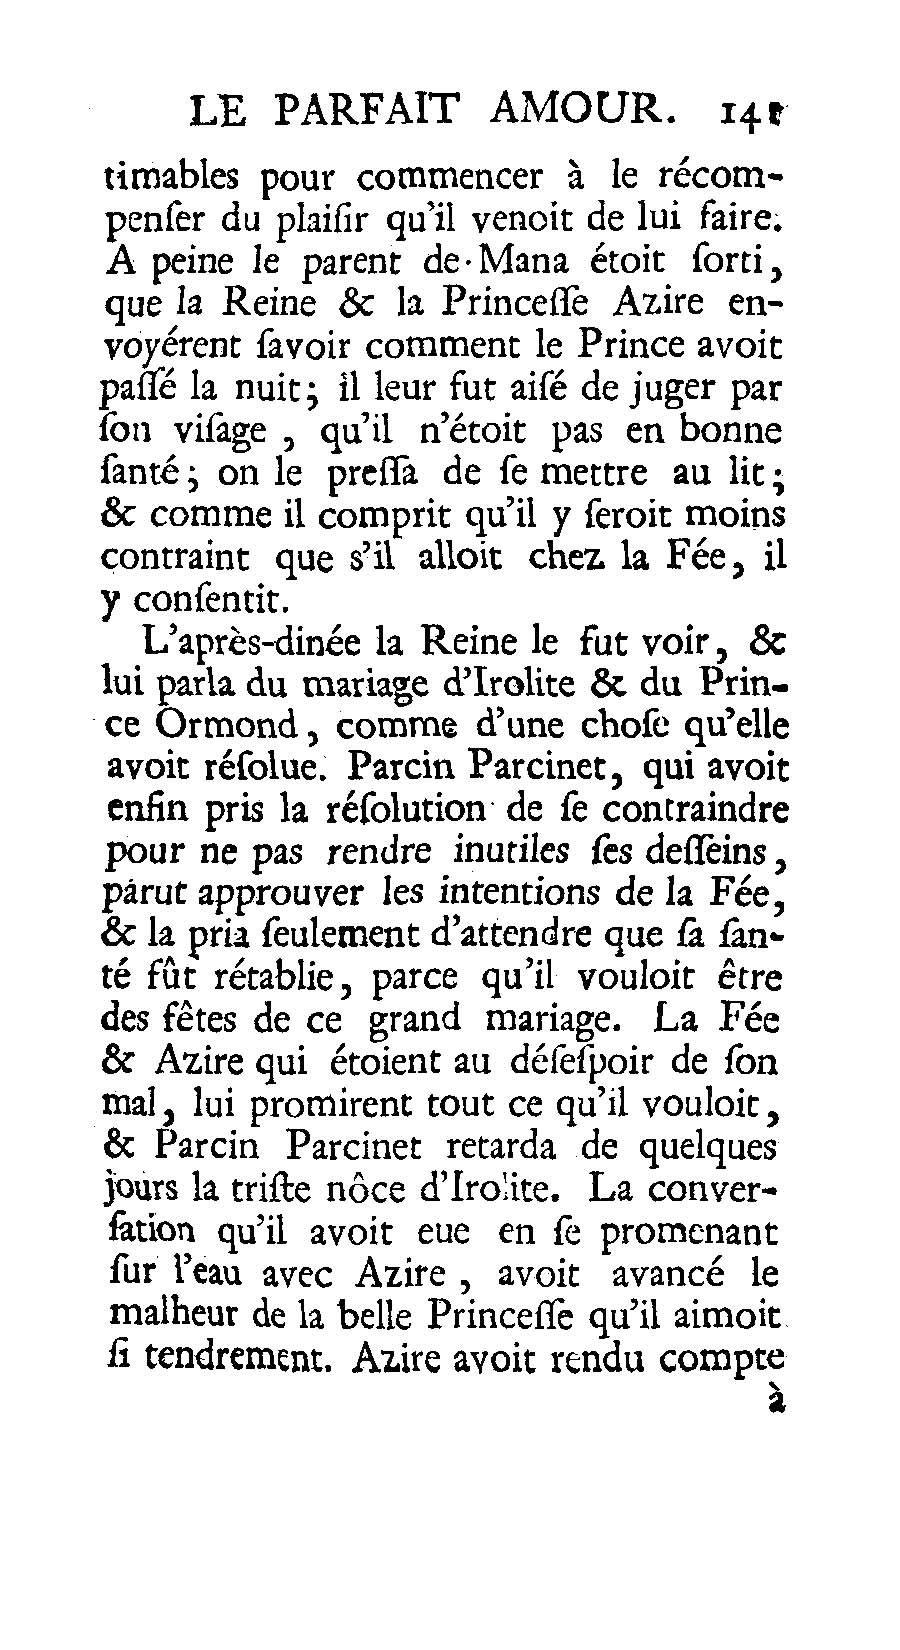 LE PARFAIT AMOUR. 141
timables pour commencer à le récom-
penſer du plaiſir qu'il venoit de lui faire.
A peine le parent de Mana étoit ſorti,
que la Reine & la Princeſſe Azire en-
voyérent ſavoir comment le Prince avoit
paſſé la nuit; il leur fut aiſé de juger par
ſon viſage , qu'il n'étoit pas en bonne
ſanté; on le preſſa de ſe mettre au lit;
& comme il comprit qu'il y ſeroit moins
contraint que s'il alloit chez la Fée, il
y conſentit.
L'après-dinée la Reine le fut voir, &
lui parla du mariage d'Irolite & du Prin-
ce Ormond, comme d'une choſe qu'elle
avoit réſolue. Parcin Parcinet, qui avoit
enfin pris la réſolution de ſe contraindre
pour ne pas rendre inutiles ſes deſſeins,
parut approuver les intentions de la Fée,
& la pria ſeulement d'attendre que ſa ſan-
té fût rétablie, parce qu'il vouloit être
des fêtes de ce grand mariage. La Fée
& Azire qui étoient au déſeſpoir de ſon
mal, lui promirent tout ce qu'il vouloit,
& Parcin Parcinet retarda de quelques
jours la triſte nôce d'Irolite. La conver-
ſation qu'il avoit eue en ſe promenant
ſur l'eau avec Azire , avoit avancé le
malheur de la belle Princeſſe qu'il aimoit
ſi tendrement. Azire avoit rendu compte
à